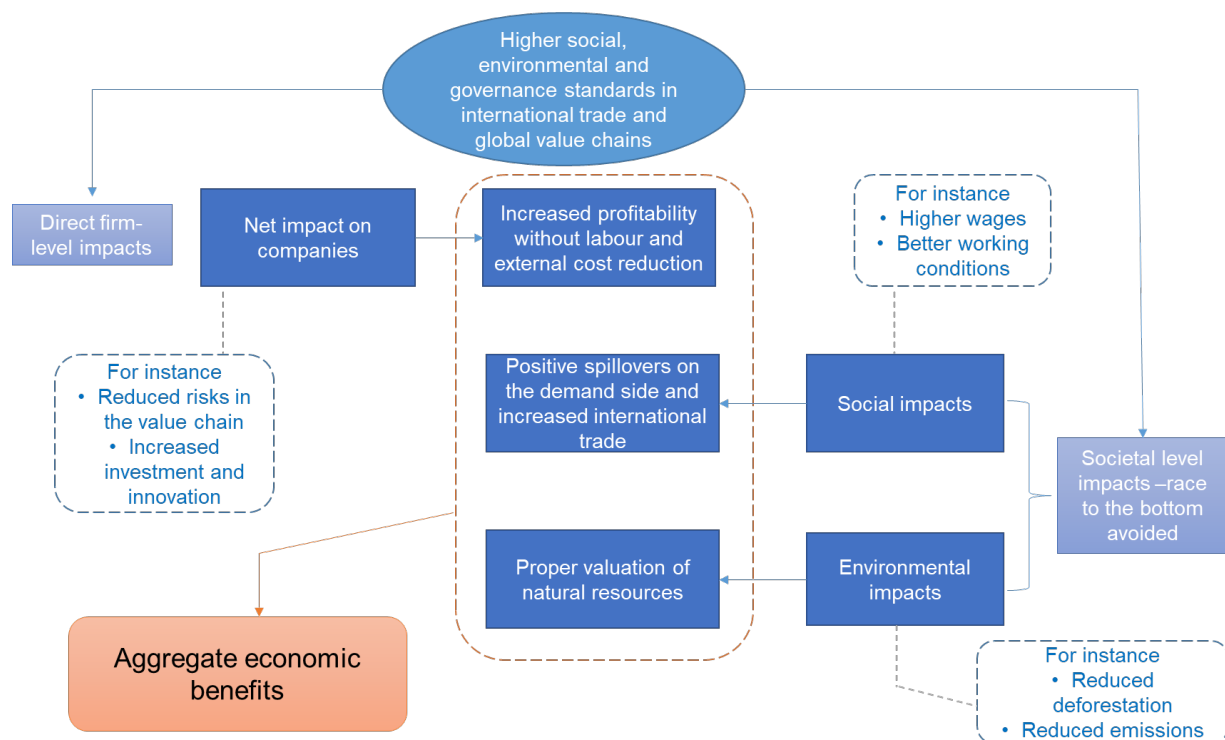 Higher social,
environmental and
governance standards in
international trade and
global value chains
Direct firm-
level impacts
Net impact on
companies
Increased profitability
without labour and
external cost reduction
For instance
• Higher wages
• Better working
conditions
For instance
• Reduced risks in
the value chain
• Increased
investment and
innovation
Positive spillovers on
the demand side and
increased international
trade
Social impacts
Societal level
impacts –race
to the bottom
avoided
Proper valuation of
natural resources
Environmental
impacts
Aggregate economic
benefits
For instance
• Reduced
deforestation
• Reduced emissions